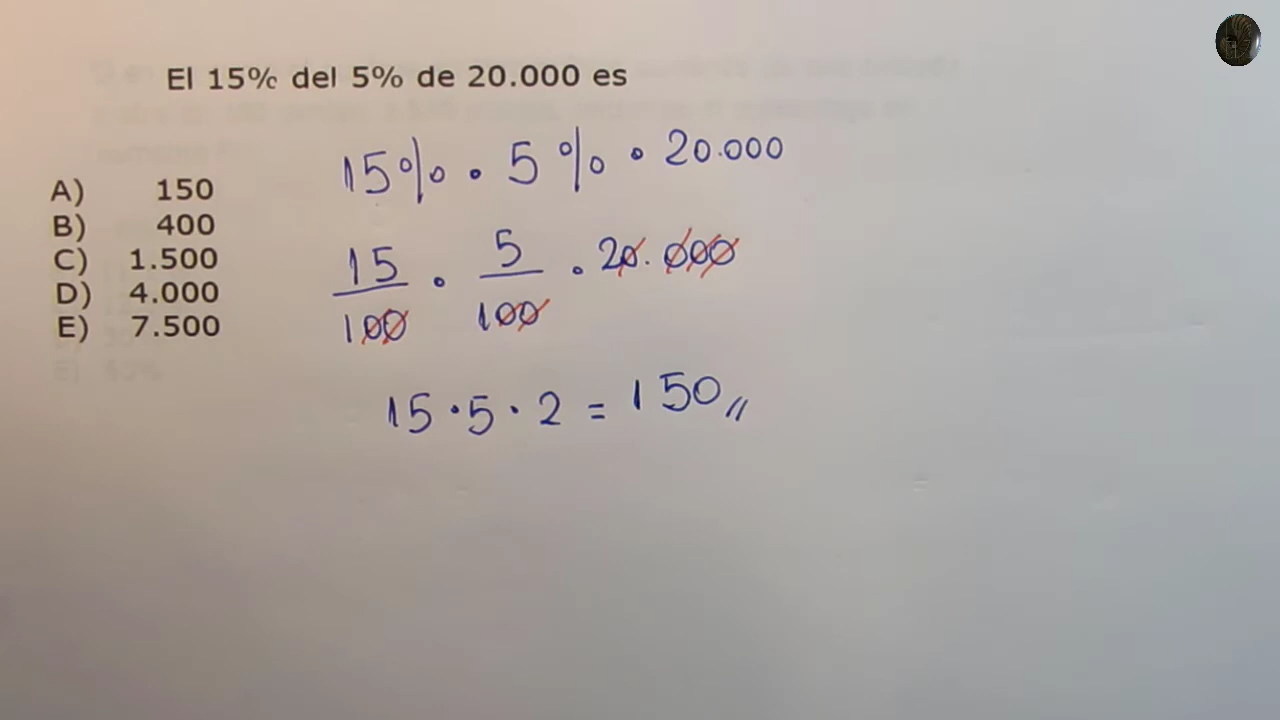 El 15% del 5% de 20.000 es
15% · 5% · 20.000
A) 150
B) 400
C) 1.500
D) 4.000
E) 7.500
15/100 · 5/100 · 20.000
15 · 5 · 2 = 150 //